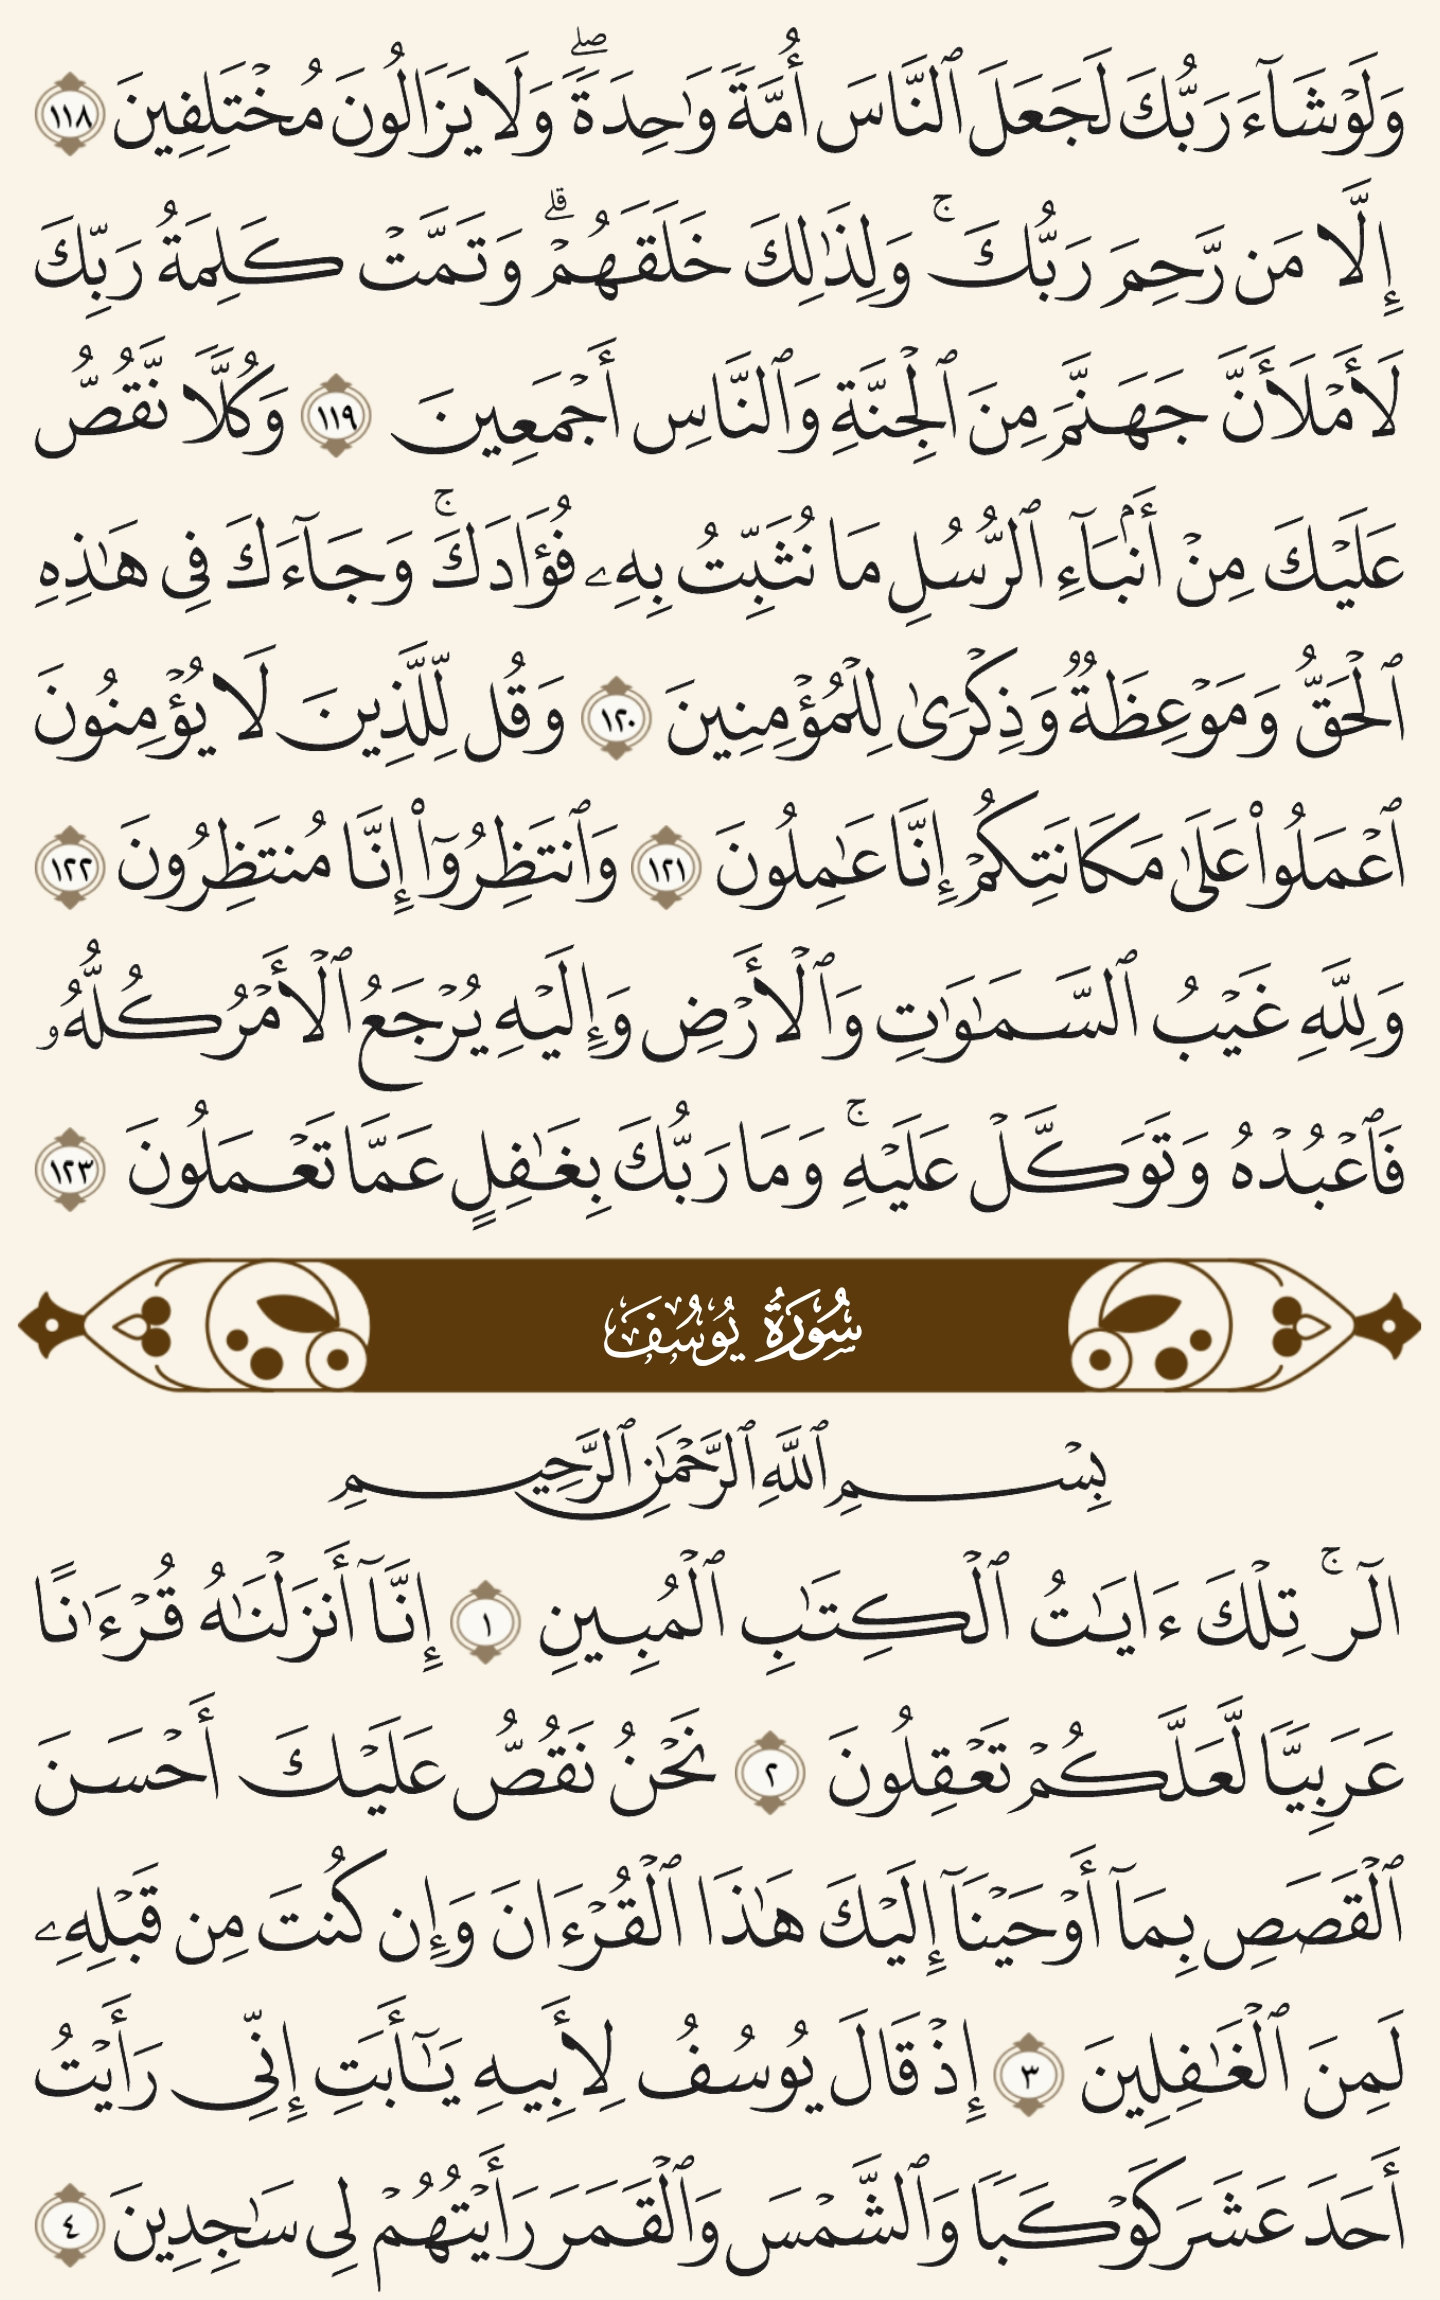 وَلَوۡ شَآءَ رَبُّكَ لَجَعَلَ ٱلنَّاسَ أُمَّةٗ وَٰحِدَةٗۖ وَلَا يَزَالُونَ مُخۡتَلِفِينَ ١١٨
إِلَّا مَن رَّحِمَ رَبُّكَۚ وَلِذَٰلِكَ خَلَقَهُمۡۗ وَتَمَّتۡ كَلِمَةُ رَبِّكَ
لَأَمۡلَأَنَّ جَهَنَّمَ مِنَ ٱلۡجِنَّةِ وَٱلنَّاسِ أَجۡمَعِينَ ١١٩ وَكُلّٗا نَّقُصُّ
عَلَيۡكَ مِنۡ أَنۢبَآءِ ٱلرُّسُلِ مَا نُثَبِّتُ بِهِۦ فُؤَادَكَۚ وَجَآءَكَ فِي هَٰذِهِ
ٱلۡحَقُّ وَمَوۡعِظَةٞ وَذِكۡرَىٰ لِلۡمُؤۡمِنِينَ ١٢٠ وَقُل لِّلَّذِينَ لَا يُؤۡمِنُونَ
ٱعۡمَلُواْ عَلَىٰ مَكَانَتِكُمۡ إِنَّا عَٰمِلُونَ ١٢١ وَٱنتَظِرُوٓاْ إِنَّا مُنتَظِرُونَ ١٢٢
وَلِلَّهِ غَيۡبُ ٱلسَّمَٰوَٰتِ وَٱلۡأَرۡضِ وَإِلَيۡهِ يُرۡجَعُ ٱلۡأَمۡرُ كُلُّهُۥ
فَٱعۡبُدۡهُ وَتَوَكَّلۡ عَلَيۡهِۚ وَمَا رَبُّكَ بِغَٰفِلٍ عَمَّا تَعۡمَلُونَ ١٢٣
سُورَةُ يُوسُفَ
بِسۡمِ ٱللَّهِ ٱلرَّحۡمَٰنِ ٱلرَّحِيمِ
الٓرۚ تِلۡكَ ءَايَٰتُ ٱلۡكِتَٰبِ ٱلۡمُبِينِ ١ إِنَّآ أَنزَلۡنَٰهُ قُرۡءَٰنًا
عَرَبِيّٗا لَّعَلَّكُمۡ تَعۡقِلُونَ ٢ نَحۡنُ نَقُصُّ عَلَيۡكَ أَحۡسَنَ
ٱلۡقَصَصِ بِمَآ أَوۡحَيۡنَآ إِلَيۡكَ هَٰذَا ٱلۡقُرۡءَانَ وَإِن كُنتَ مِن قَبۡلِهِۦ
لَمِنَ ٱلۡغَٰفِلِينَ ٣ إِذۡ قَالَ يُوسُفُ لِأَبِيهِ يَٰٓأَبَتِ إِنِّي رَأَيۡتُ
أَحَدَ عَشَرَ كَوۡكَبٗا وَٱلشَّمۡسَ وَٱلۡقَمَرَ رَأَيۡتُهُمۡ لِي سَٰجِدِينَ ٤